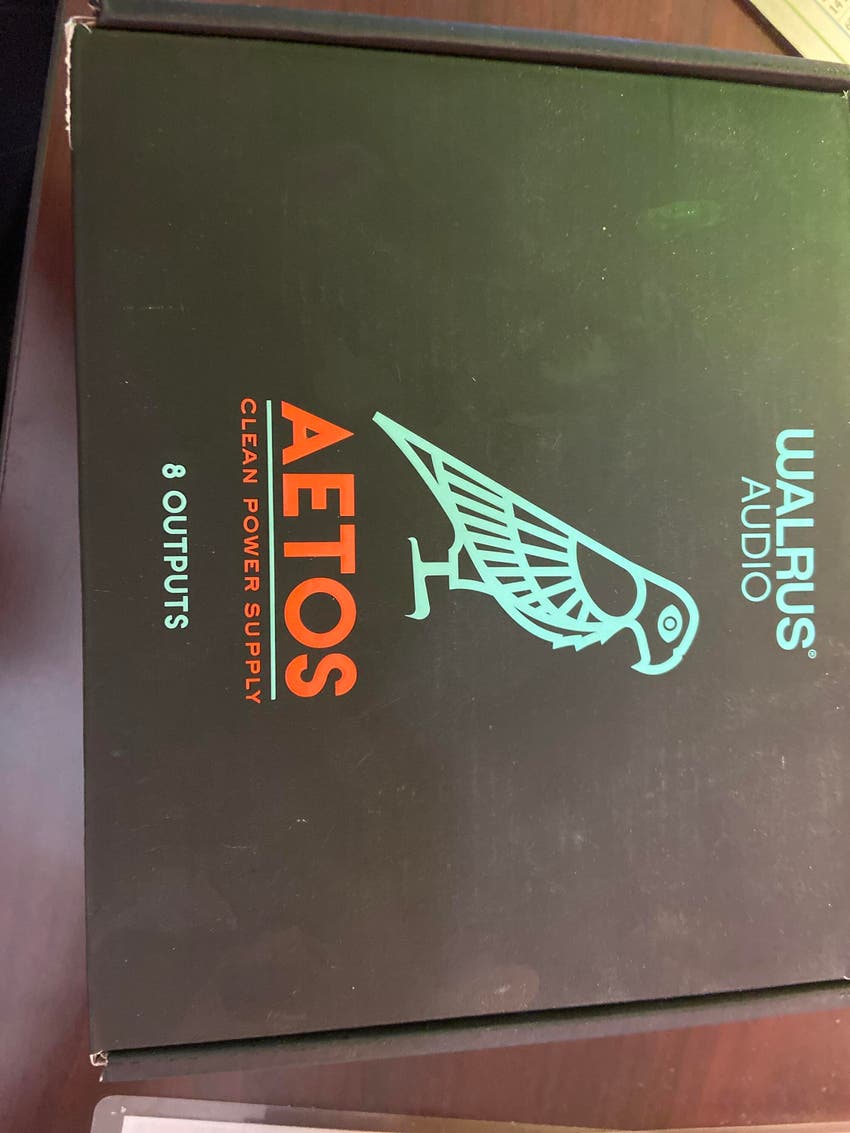 WALRUS®
AUDIO
AETOS
CLEAN POWER SUPPLY
8 OUTPUTS